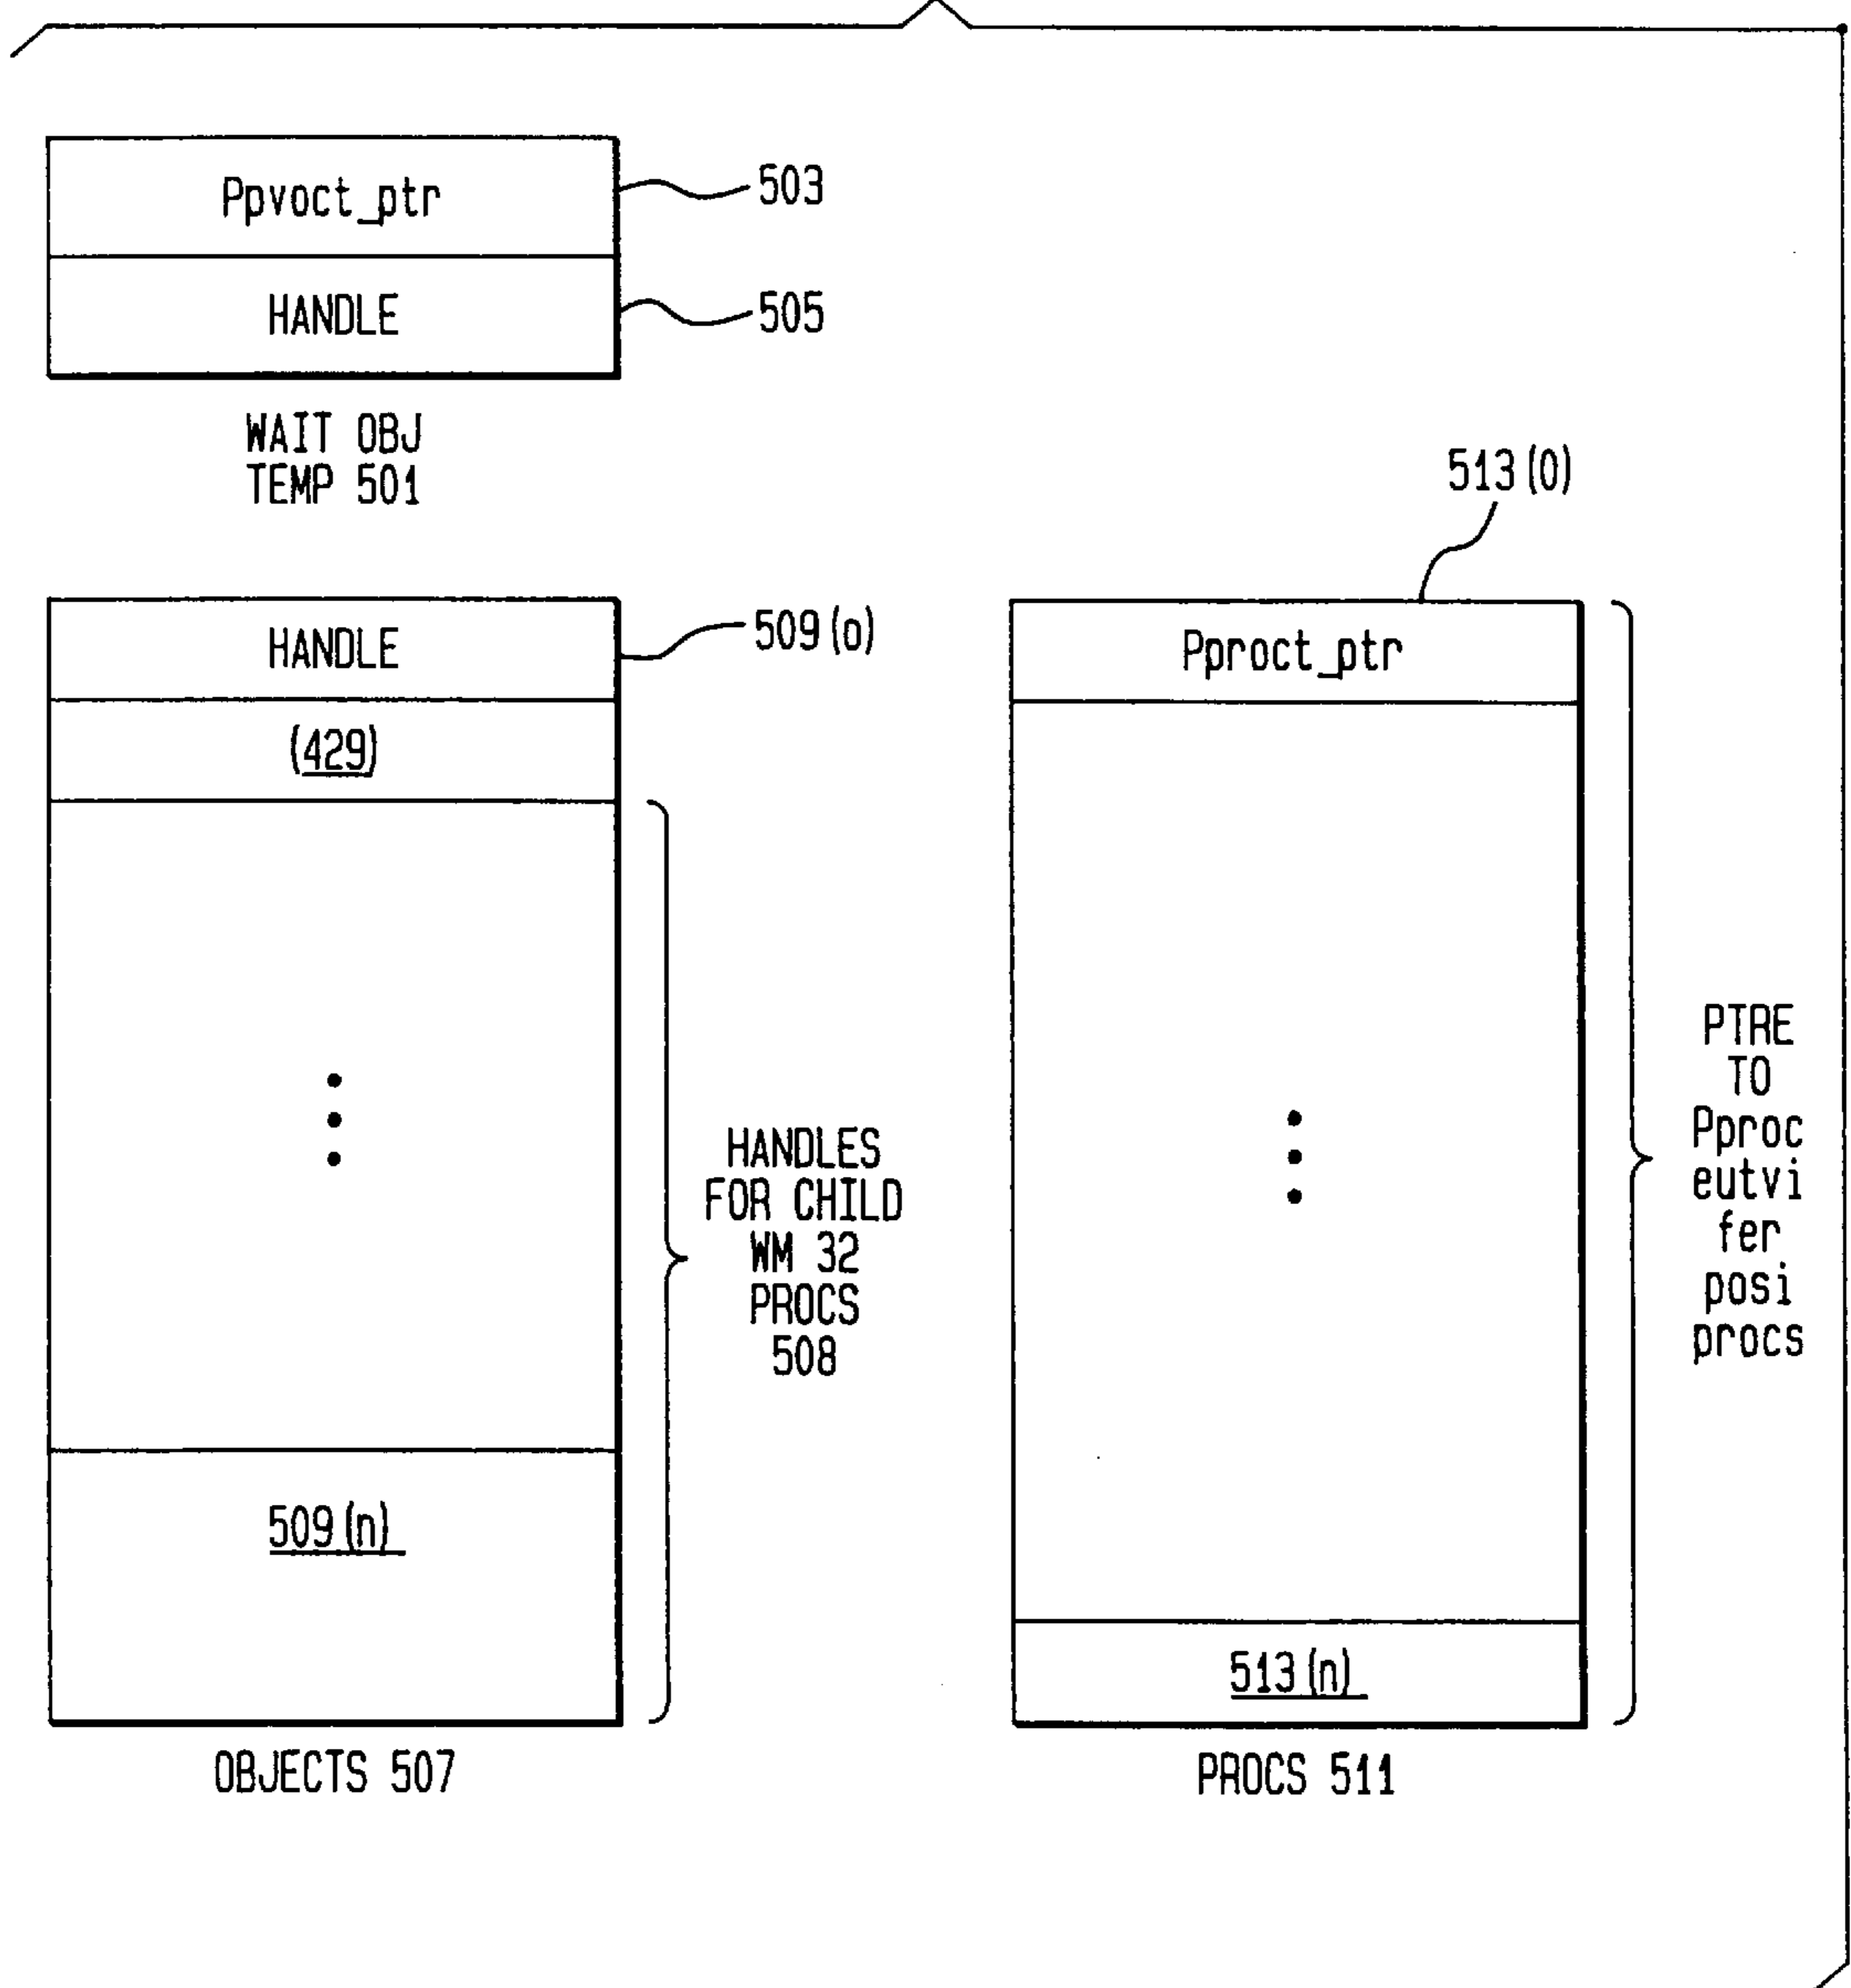 Ppvoct_ptr
503
HANDLE
505
WAIT OBJ
TEMP 501
HANDLE
509(o)
(429)
HANDLES
FOR CHILD
WM 32
PROCS
508
509(n)
OBJECTS 507
513(0)
Pproct_ptr
PTRE
TO
Pproc
eutvi
fer
posi
procs
513(n)
PROCS 511